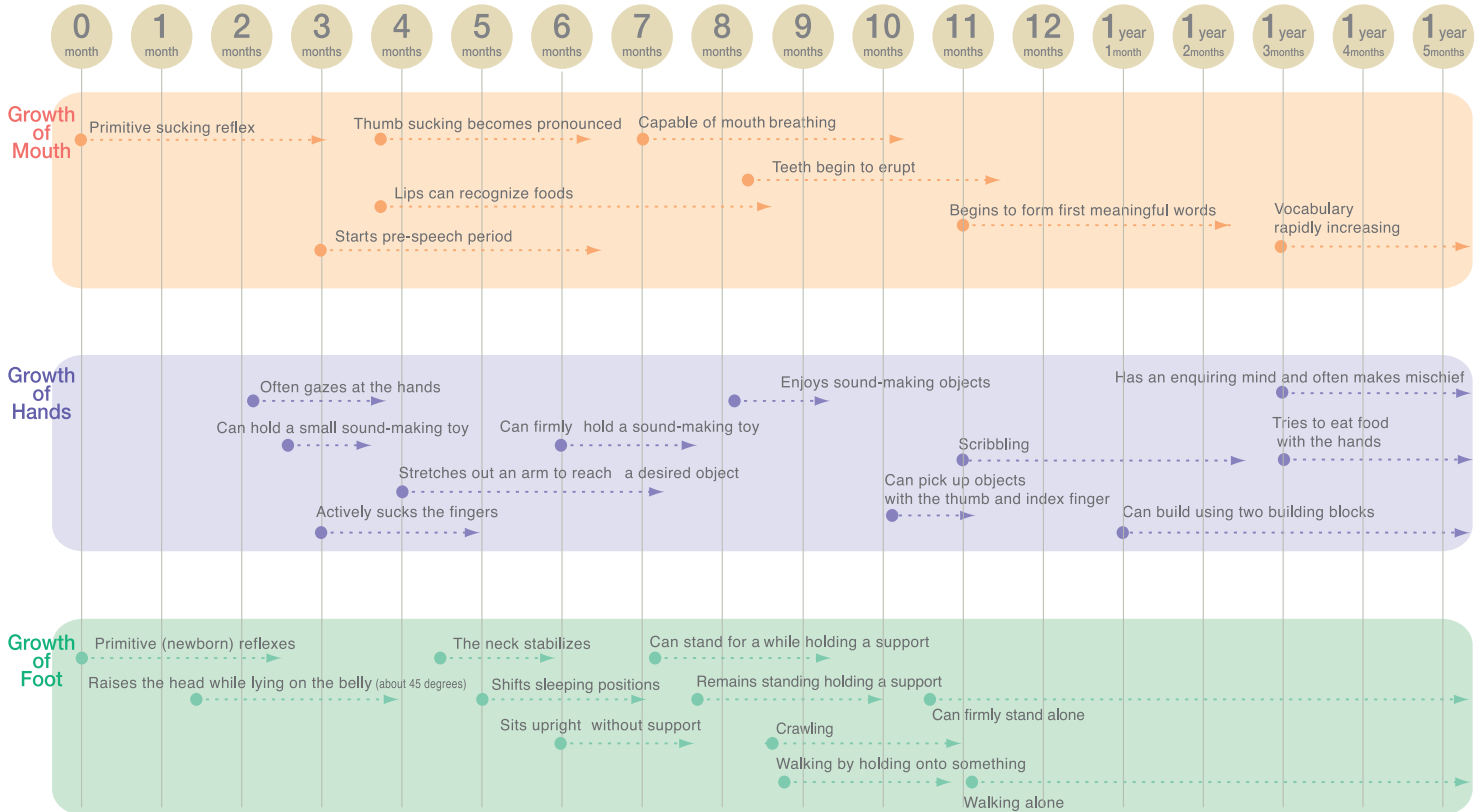 0 month
1 month
2 months
3 months
4 months
5 months
6 months
7 months
8 months
9 months
10 months
11 months
12 months
1 year 1month
1 year 2months
1 year 3months
1 year 4months
1 year 5months
Growth
of
Mouth
Primitive sucking reflex
Thumb sucking becomes pronounced
Capable of mouth breathing
Teeth begin to erupt
Lips can recognize foods
Begins to form first meaningful words
Vocabulary
rapidly increasing
Starts pre-speech period
Growth
of
Hands
Often gazes at the hands
Enjoys sound-making objects
Has an enquiring mind and often makes mischief
Can hold a small sound-making toy
Can firmly hold a sound-making toy
Tries to eat food
with the hands
Scribbling
Stretches out an arm to reach a desired object
Can pick up objects
with the thumb and index finger
Actively sucks the fingers
Can build using two building blocks
Growth
of
Foot
Primitive (newborn) reflexes
The neck stabilizes
Can stand for a while holding a support
Raises the head while lying on the belly (about 45 degrees)
Shifts sleeping positions
Remains standing holding a support
Can firmly stand alone
Sits upright without support
Crawling
Walking by holding onto something
Walking alone